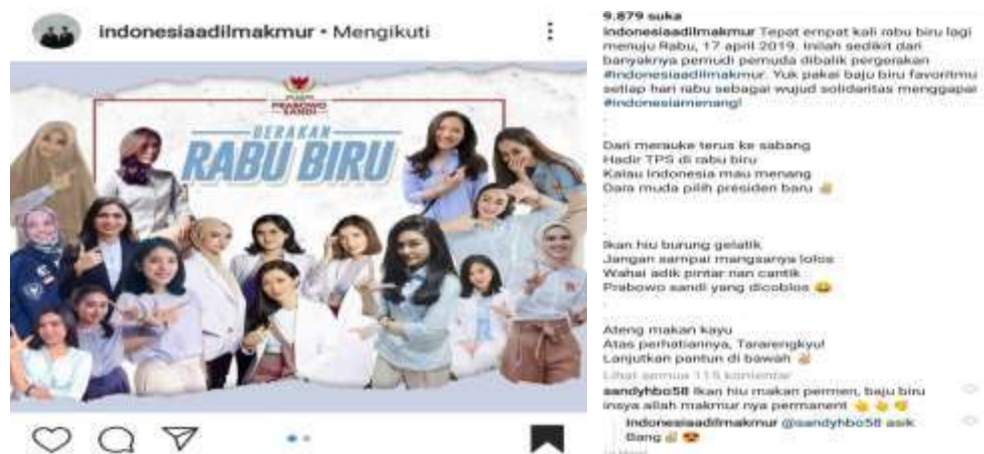 indonesiaadilmakmur • Mengikuti
PRABOWO
SANDI
GERAKAN
RABU BIRU
9.879 suka
indonesiaadilmakmur Tepat empat kali rabu biru lagi
menuju Rabu, 17 april 2019. Inilah sedikit dari
banyaknya pemudi pemuda dibalik pergerakan
#indonesiaadilmakmur. Yuk pakai baju biru favoritmu
setiap hari rabu sebagai wujud solidaritas menggapai
#indonesiamenang!
.
.
Dari merauke terus ke sabang
Hadir TPS di rabu biru
Kalau Indonesia mau menang
Dara muda pilih presiden baru ✌🏼
.
.
Ikan hiu burung gelatik
Jangan sampai mangsanya lolos
Wahai adik pintar nan cantik
Prabowo sandi yang dicoblos 😄
.
Ateng makan kayu
Atas perhatiannya, Tararengkyu!
Lanjutkan pantun di bawah ✌🏼
Lihat semua 115 komentar
sandyhbo58 Ikan hiu makan permen, baju biru
insya allah makmur nya permanent
indonesiaadilmakmur @sandyhbo58 asik
Bang ✌🏼 😍